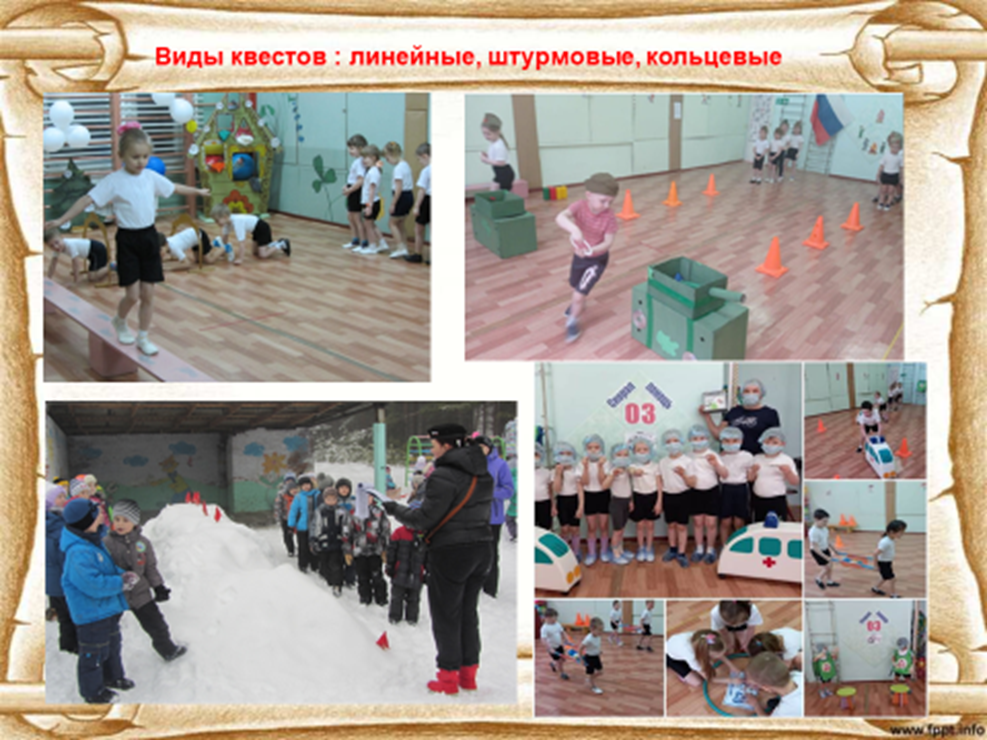 Виды квестов : линейные, штурмовые, кольцевые
Скорая помощь
03
03
www.fppt.info